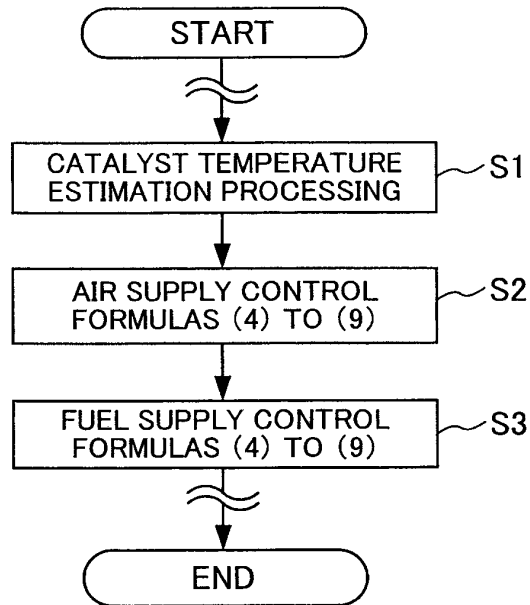 START
CATALYST TEMPERATURE
ESTIMATION PROCESSING
S1
AIR SUPPLY CONTROL
FORMULAS (4) TO (9)
S2
FUEL SUPPLY CONTROL
FORMULAS (4) TO (9)
S3
END